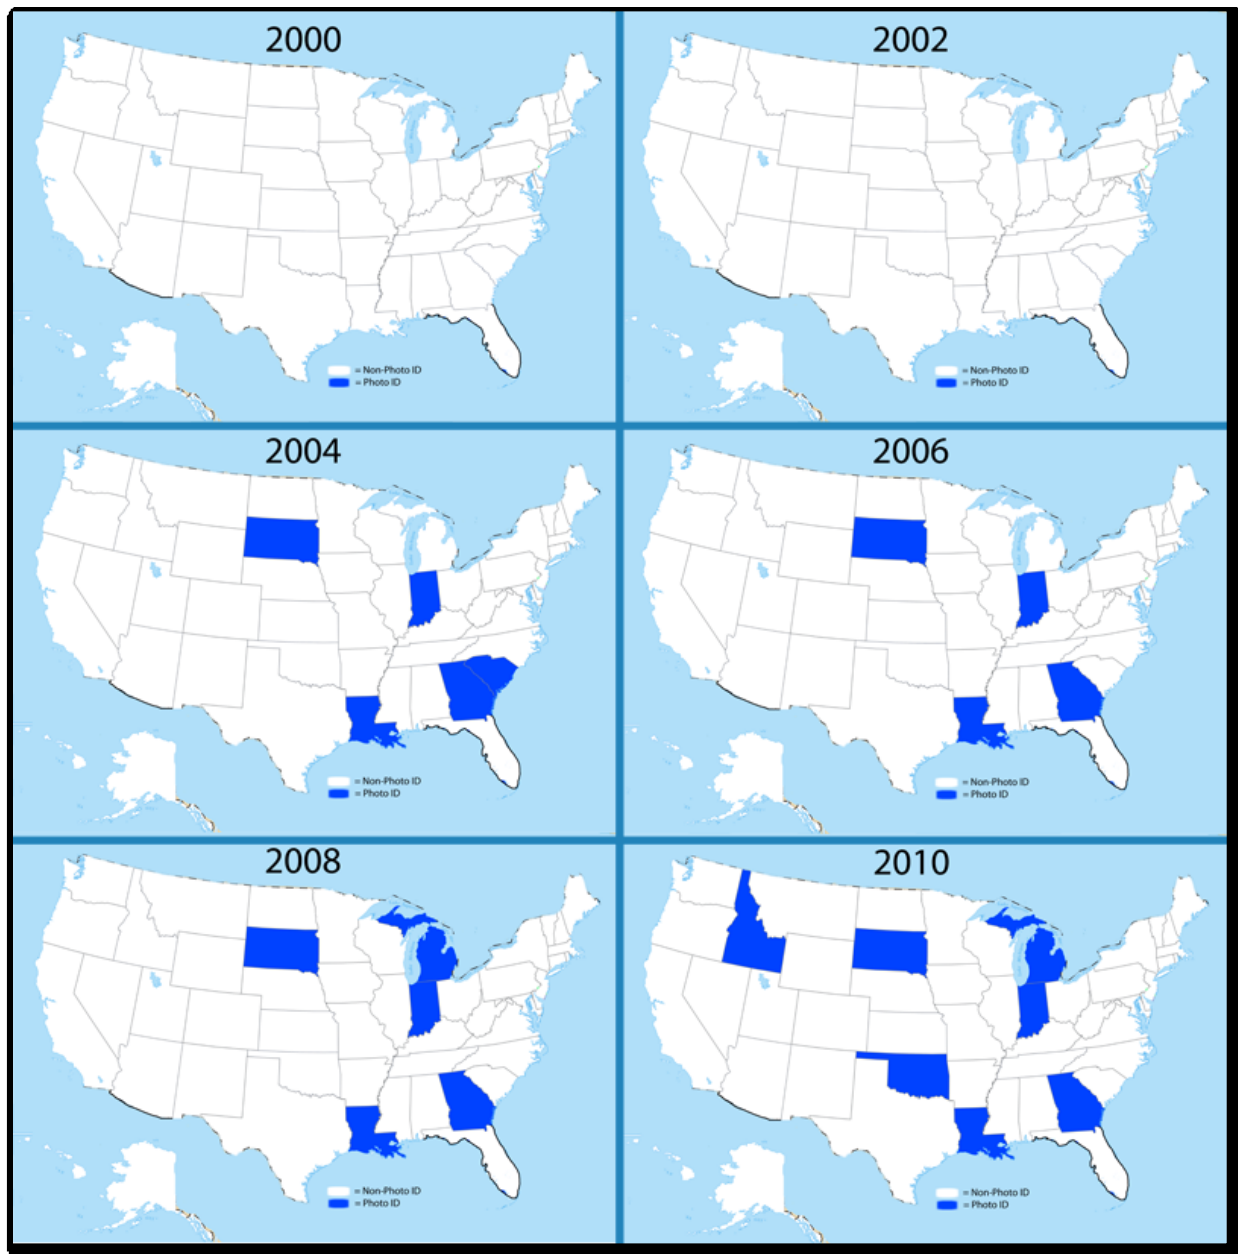 2000
= Non-Photo ID
= Photo ID
2002
= Non-Photo ID
= Photo ID
2004
= Non-Photo ID
= Photo ID
2006
= Non-Photo ID
= Photo ID
2008
= Non-Photo ID
= Photo ID
2010
= Non-Photo ID
= Photo ID